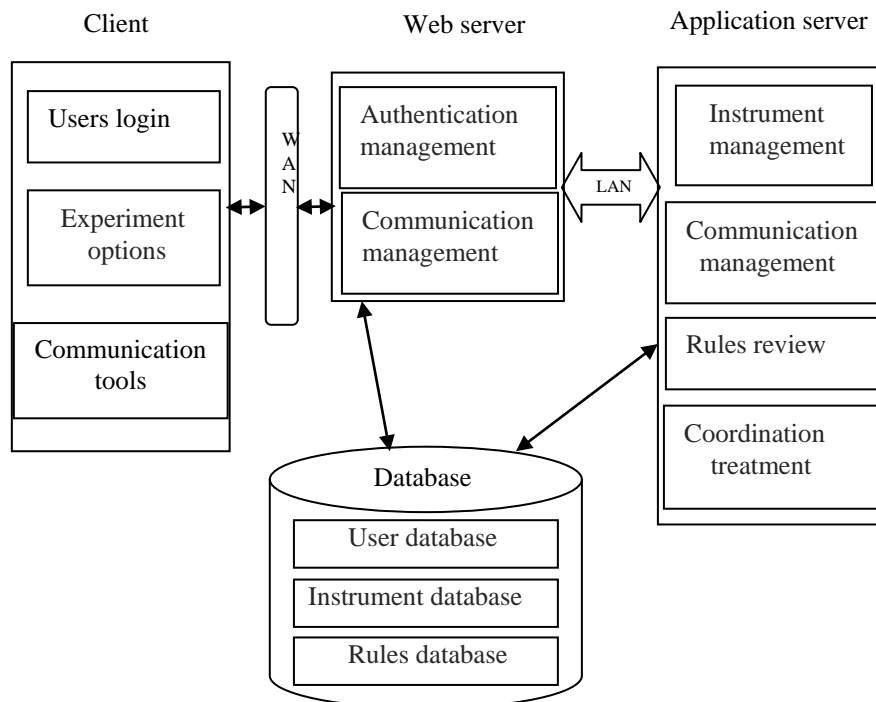 Client
Web server
Application server
Users login
Experiment
options
Communication
tools
W
A
N
Authentication
management
Communication
management
LAN
Instrument
management
Communication
management
Rules review
Coordination
treatment
Database
User database
Instrument database
Rules database